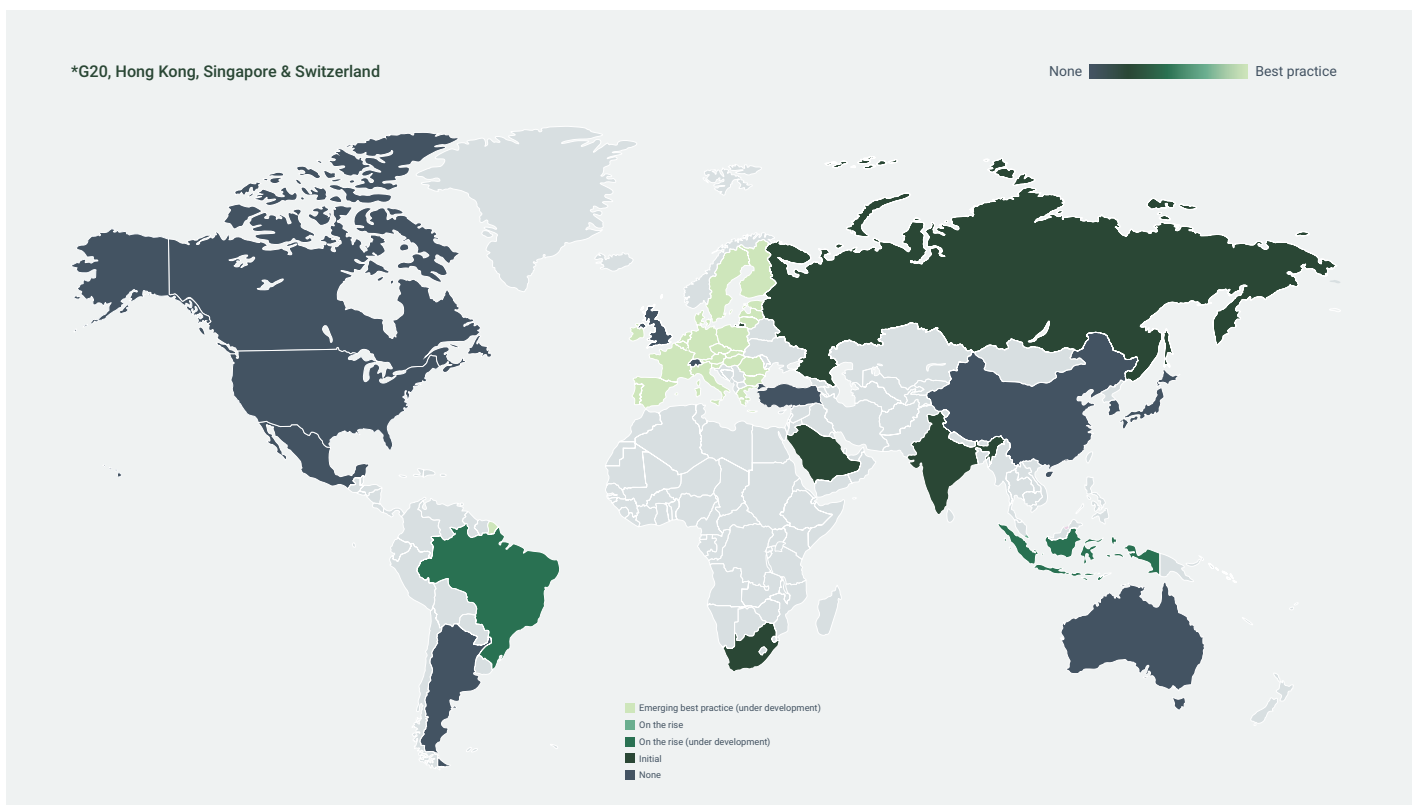 *G20, Hong Kong, Singapore & Switzerland
None
Best practice
Emerging best practice (under development)
On the rise
On the rise (under development)
Initial
None